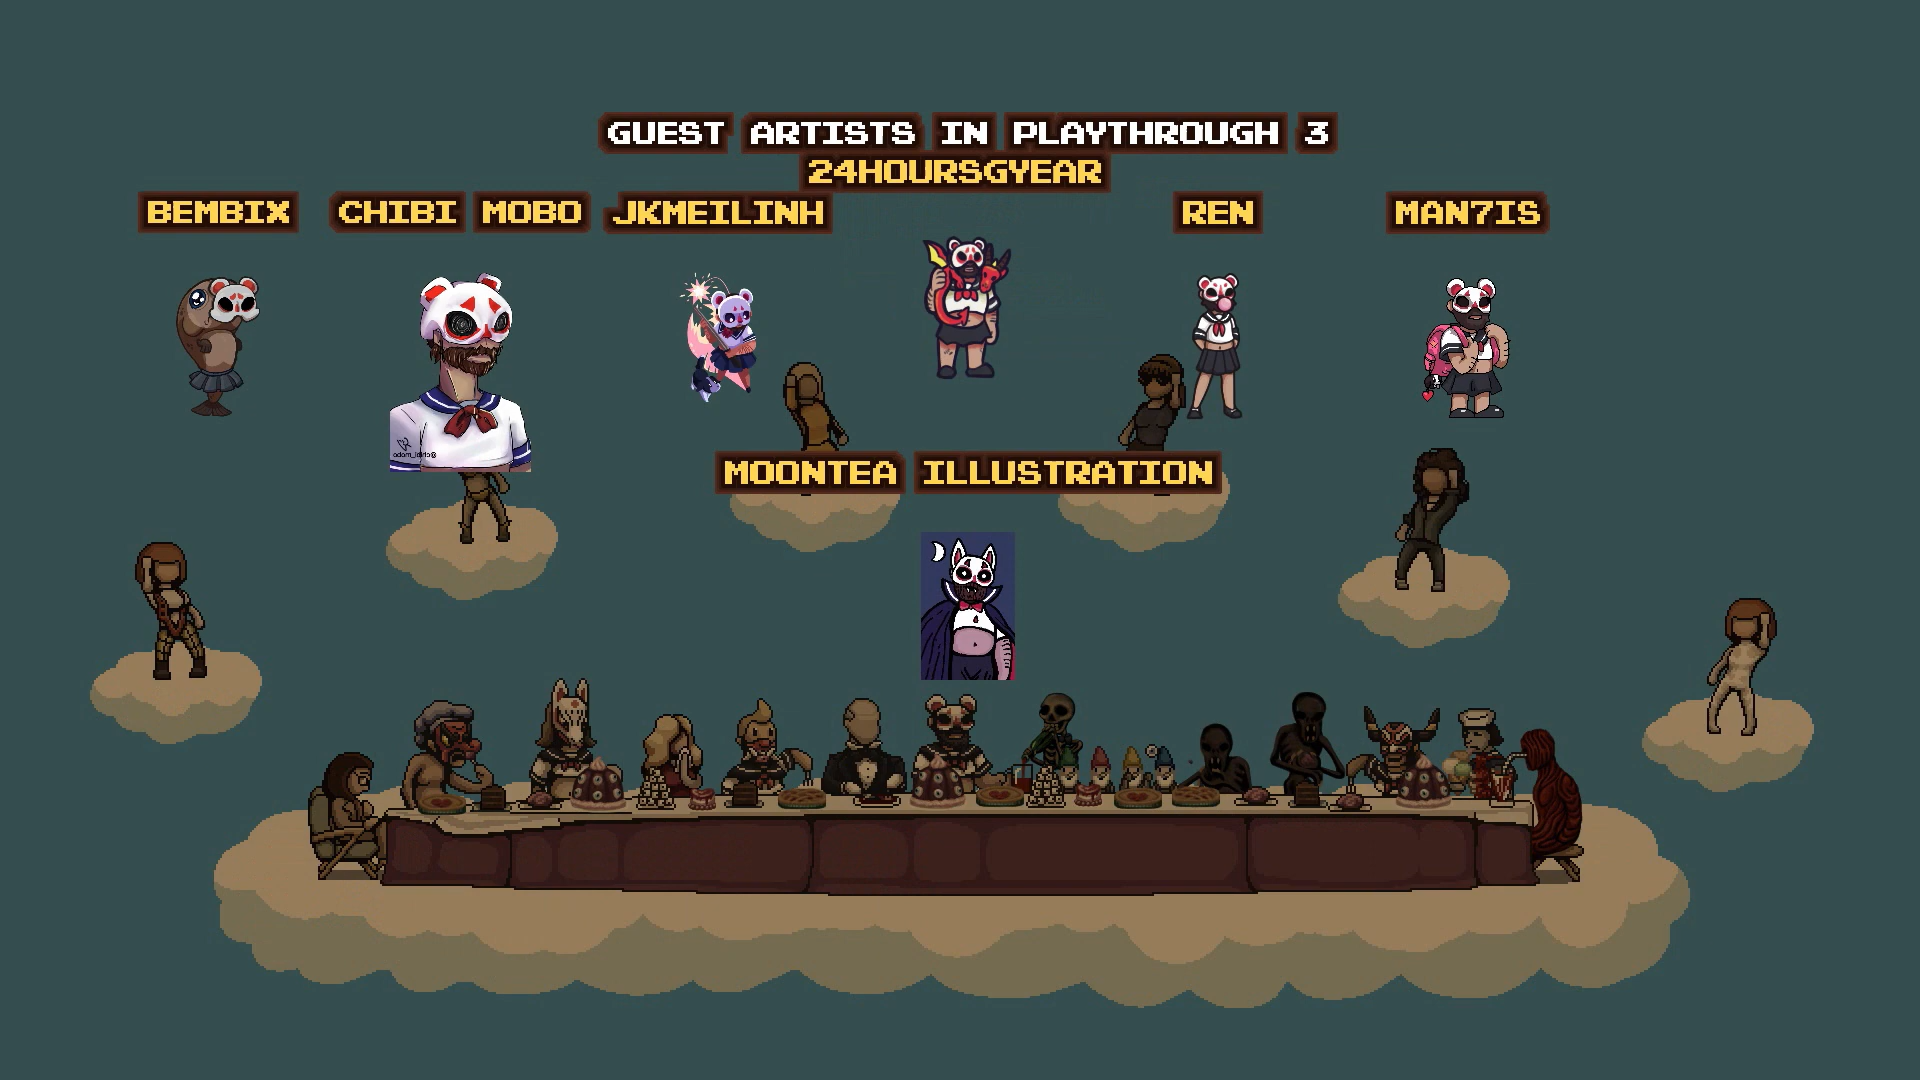 GUEST ARTISTS IN PLAYTHROUGH 3
24HOURSGYEAR
BEMBIX CHIBI MOBO JKMEILINH REN MAN7IS
MOONTEA ILLUSTRATION